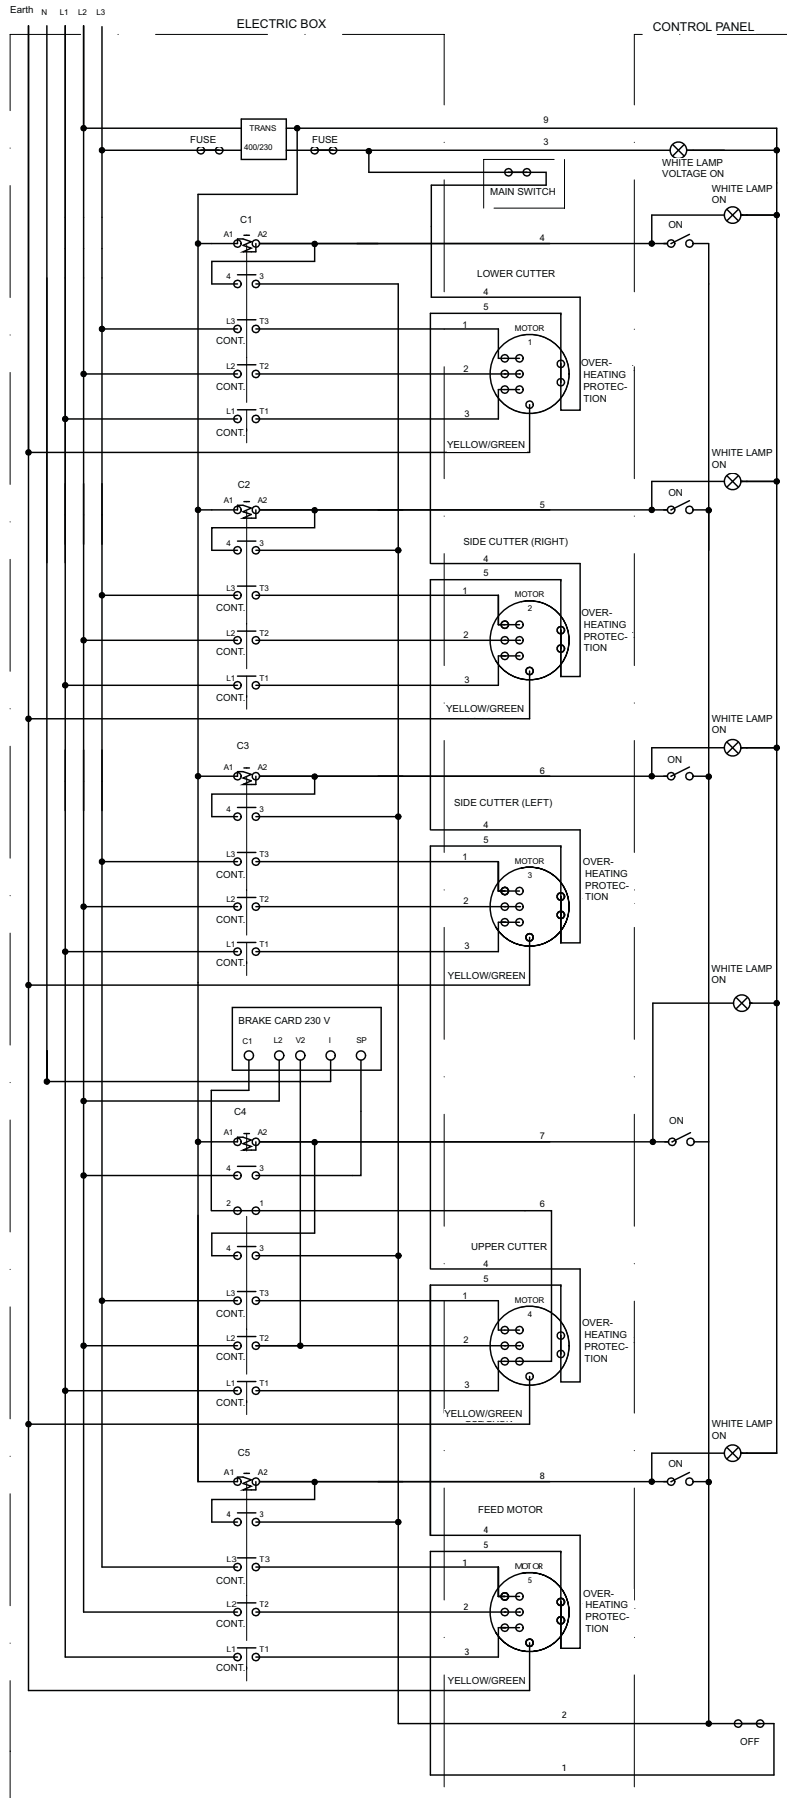 Earth N L1 L2 L3
ELECTRIC BOX
CONTROL PANEL
TRANS
400/230
FUSE
FUSE
9
3
WHITE LAMP
VOLTAGE ON
MAIN SWITCH
WHITE LAMP
ON
C1
A1 A2
4
ON
4 3
LOWER CUTTER
4
5
L3 T3
CONT.
1
MOTOR
1
L2 T2
CONT.
2
OVER-
HEATING
PROTEC-
TION
L1 T1
CONT.
3
YELLOW/GREEN
WHITE LAMP
ON
C2
A1 A2
5
ON
4 3
SIDE CUTTER (RIGHT)
4
5
L3 T3
CONT.
1
MOTOR
2
L2 T2
CONT.
2
OVER-
HEATING
PROTEC-
TION
L1 T1
CONT.
3
YELLOW/GREEN
WHITE LAMP
ON
C3
A1 A2
6
ON
4 3
SIDE CUTTER (LEFT)
4
5
L3 T3
CONT.
1
MOTOR
3
L2 T2
CONT.
2
OVER-
HEATING
PROTEC-
TION
L1 T1
CONT.
3
YELLOW/GREEN
WHITE LAMP
ON
BRAKE CARD 230 V
C1 L2 V2 I SP
C4
A1 A2
7
ON
4 3
2 1
6
4 3
UPPER CUTTER
4
5
L3 T3
CONT.
1
MOTOR
4
L2 T2
CONT.
2
OVER-
HEATING
PROTEC-
TION
L1 T1
CONT.
3
YELLOW/GREEN
WHITE LAMP
ON
C5
A1 A2
8
ON
4 3
FEED MOTOR
4
5
L3 T3
CONT.
1
MOTOR
5
L2 T2
CONT.
2
OVER-
HEATING
PROTEC-
TION
L1 T1
CONT.
3
YELLOW/GREEN
2
OFF
1